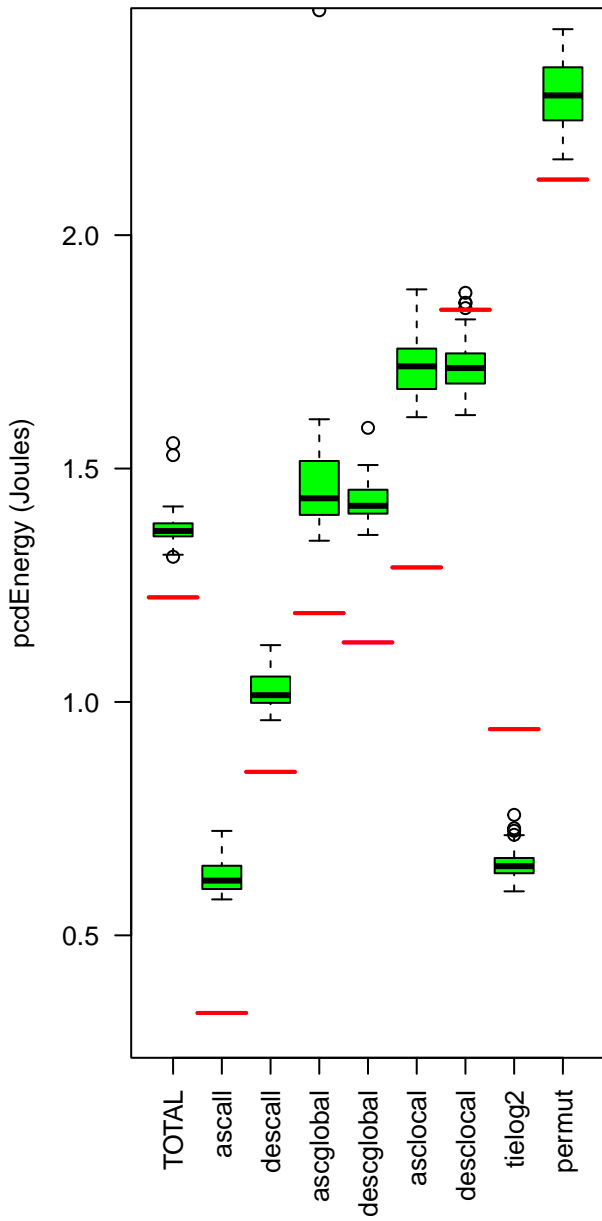 pcdEnergy (Joules)
2.0
1.5
1.0
0.5
TOTAL
ascall
descall
ascglobal
descglobal
asclocal
desclocal
tielog2
permut